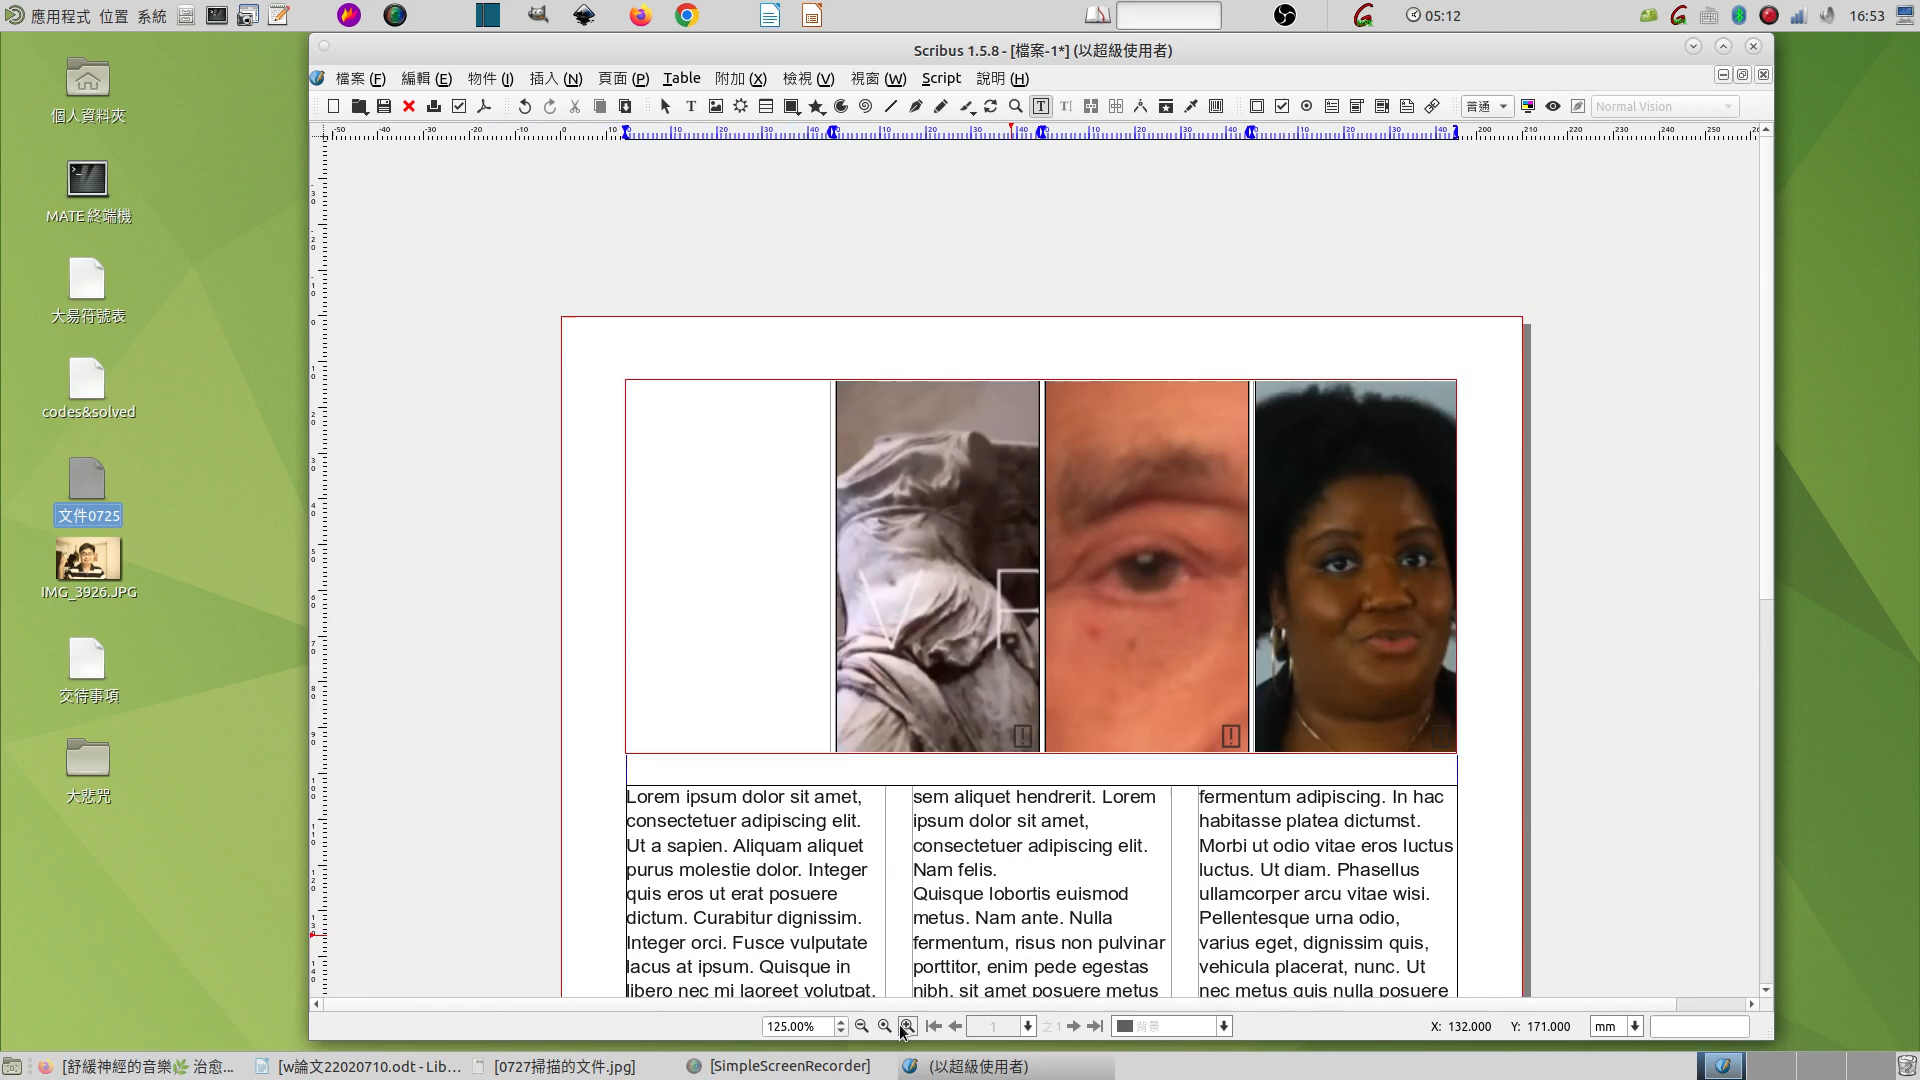 應用程式 位置 系統
05:12
16:53
Scribus 1.5.8 - [檔案-1*] (以超級使用者)
檔案 (F) 編輯 (E) 物件 (I) 插入 (N) 頁面 (P) Table 附加 (X) 檢視 (V) 視窗 (W) Script 說明 (H)
普通
Normal Vision
個人資料夾
MATE 終端機
大易符號表
codes&solved
文件0725
IMG_3926.JPG
交待事項
大悲咒
Lorem ipsum dolor sit amet,
consectetuer adipiscing elit.
Ut a sapien. Aliquam aliquet
purus molestie dolor. Integer
quis eros ut erat posuere
dictum. Curabitur dignissim.
Integer orci. Fusce vulputate
lacus at ipsum. Quisque in
libero nec mi laoreet volutpat.
sem aliquet hendrerit. Lorem
ipsum dolor sit amet,
consectetuer adipiscing elit.
Nam felis.
Quisque lobortis euismod
metus. Nam ante. Nulla
fermentum, risus non pulvinar
porttitor, enim pede egestas
nibh, sit amet posuere metus
fermentum adipiscing. In hac
habitasse platea dictumst.
Morbi ut odio vitae eros luctus
luctus. Ut diam. Phasellus
ullamcorper arcu vitae wisi.
Pellentesque urna odio,
varius eget, dignissim quis,
vehicula placerat, nunc. Ut
nec metus quis nulla posuere
125.00%
1
之 1
背景
X: 132.000 Y: 171.000
mm
[舒緩神經的音樂🌿 治愈...
[w論文22020710.odt - Lib...
[0727掃描的文件.jpg]
[SimpleScreenRecorder]
(以超級使用者)